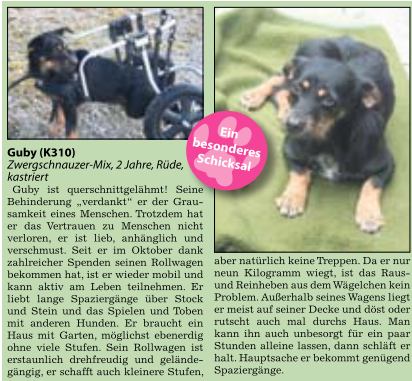 Ein
besonderes
Schicksal
Guby (K310)
Zwergschnauzer-Mix, 2 Jahre, Rüde,
kastriert
Guby ist querschnittgelähmt! Seine
Behinderung „verdankt“ er der Grau-
samkeit eines Menschen. Trotzdem hat
er das Vertrauen zu Menschen nicht
verloren, er ist lieb, anhänglich und
verschmust. Seit er im Oktober dank
zahlreicher Spenden seinen Rollwagen
bekommen hat, ist er wieder mobil und
kann aktiv am Leben teilnehmen. Er
liebt lange Spaziergänge über Stock
und Stein und das Spielen und Toben
mit anderen Hunden. Er braucht ein
Haus mit Garten, möglichst ebenerdig
ohne viele Stufen. Sein Rollwagen ist
erstaunlich drehfreudig und gelände-
gängig, er schafft auch kleinere Stufen,
aber natürlich keine Treppen. Da er nur
neun Kilogramm wiegt, ist das Raus-
und Reinheben aus dem Wägelchen kein
Problem. Außerhalb seines Wagens liegt
er meist auf seiner Decke und döst oder
rutscht auch mal durchs Haus. Man
kann ihn auch unbesorgt für ein paar
Stunden alleine lassen, dann schläft er
halt. Hauptsache er bekommt genügend
Spaziergänge.